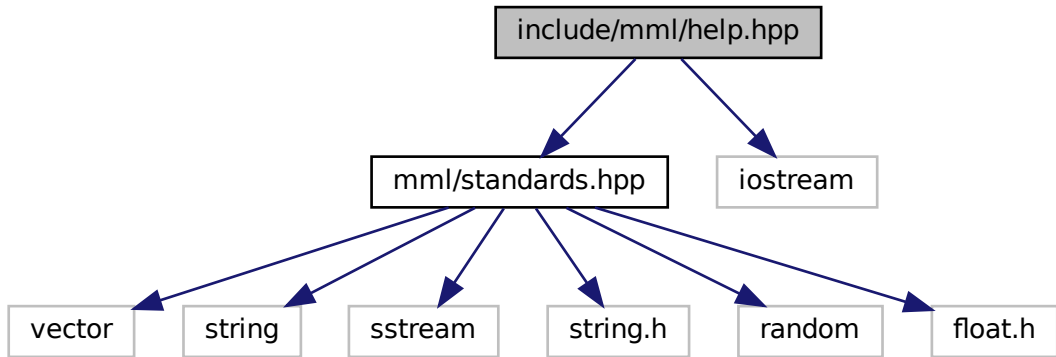 include/mml/help.hpp
mml/standards.hpp
iostream
vector
string
sstream
string.h
random
float.h